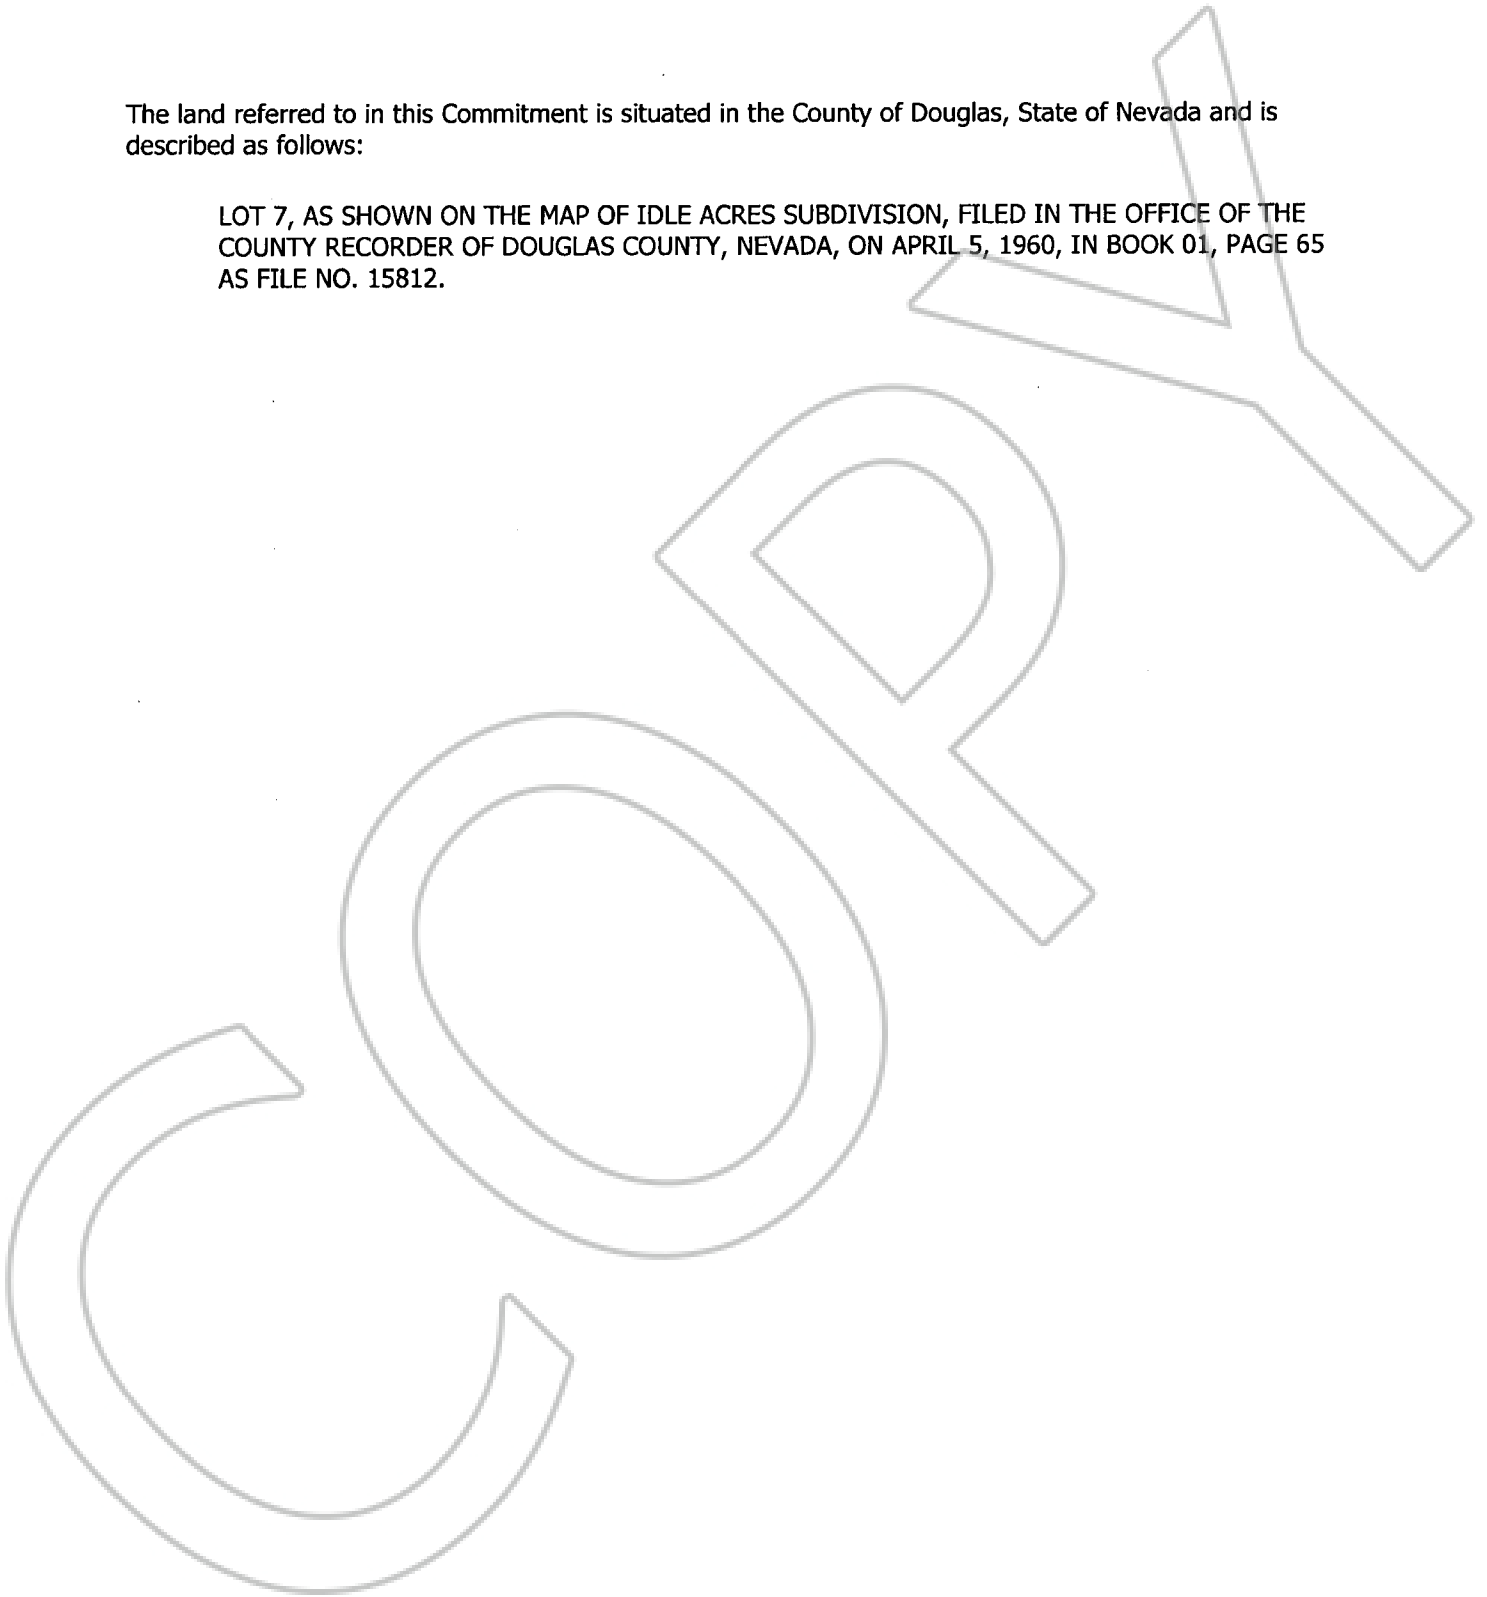 The land referred to in this Commitment is situated in the County of Douglas, State of Nevada and is
described as follows:
LOT 7, AS SHOWN ON THE MAP OF IDLE ACRES SUBDIVISION, FILED IN THE OFFICE OF THE
COUNTY RECORDER OF DOUGLAS COUNTY, NEVADA, ON APRIL 5, 1960, IN BOOK 01, PAGE 65
AS FILE NO. 15812.
COPY